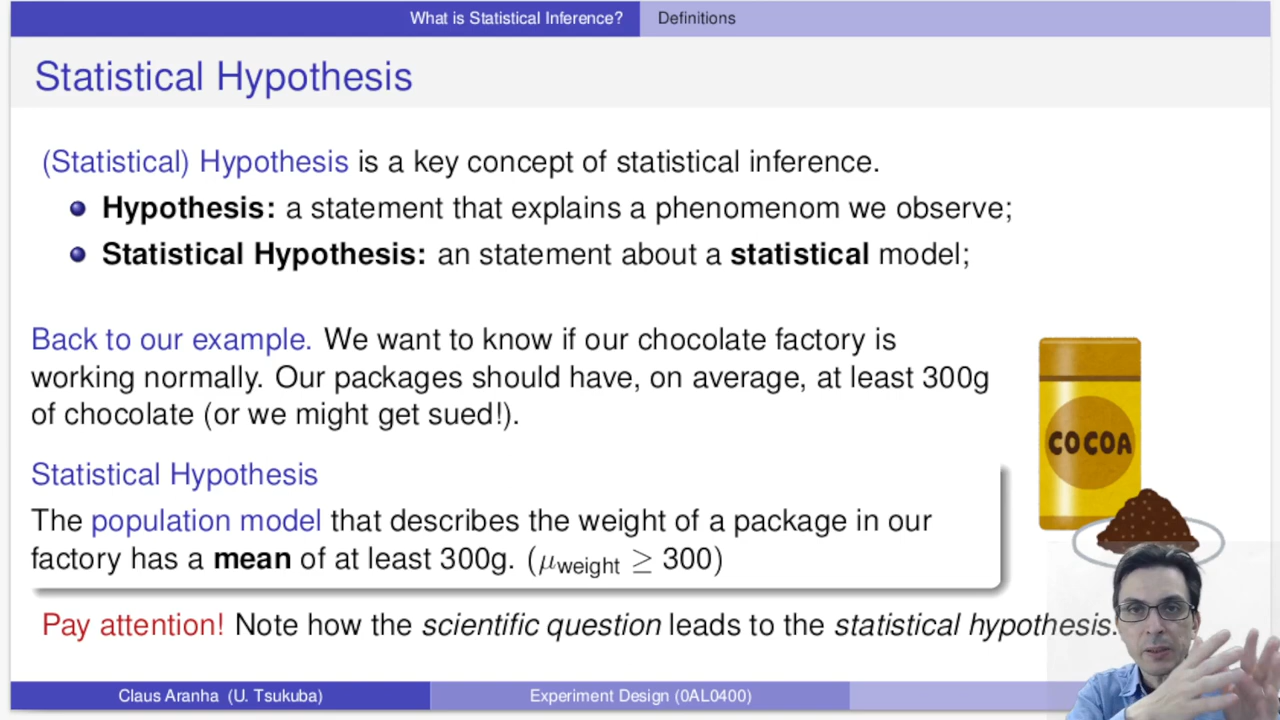 What is Statistical Inference? Definitions
Statistical Hypothesis
(Statistical) Hypothesis is a key concept of statistical inference.
Hypothesis: a statement that explains a phenomenom we observe;
Statistical Hypothesis: an statement about a statistical model;
Back to our example. We want to know if our chocolate factory is
working normally. Our packages should have, on average, at least 300g
of chocolate (or we might get sued!).
COCOA
Statistical Hypothesis
The population model that describes the weight of a package in our
factory has a mean of at least 300g. (μweight ≥ 300)
Pay attention! Note how the scientific question leads to the statistical hypothesis.
Claus Aranha (U. Tsukuba) Experiment Design (0AL0400)